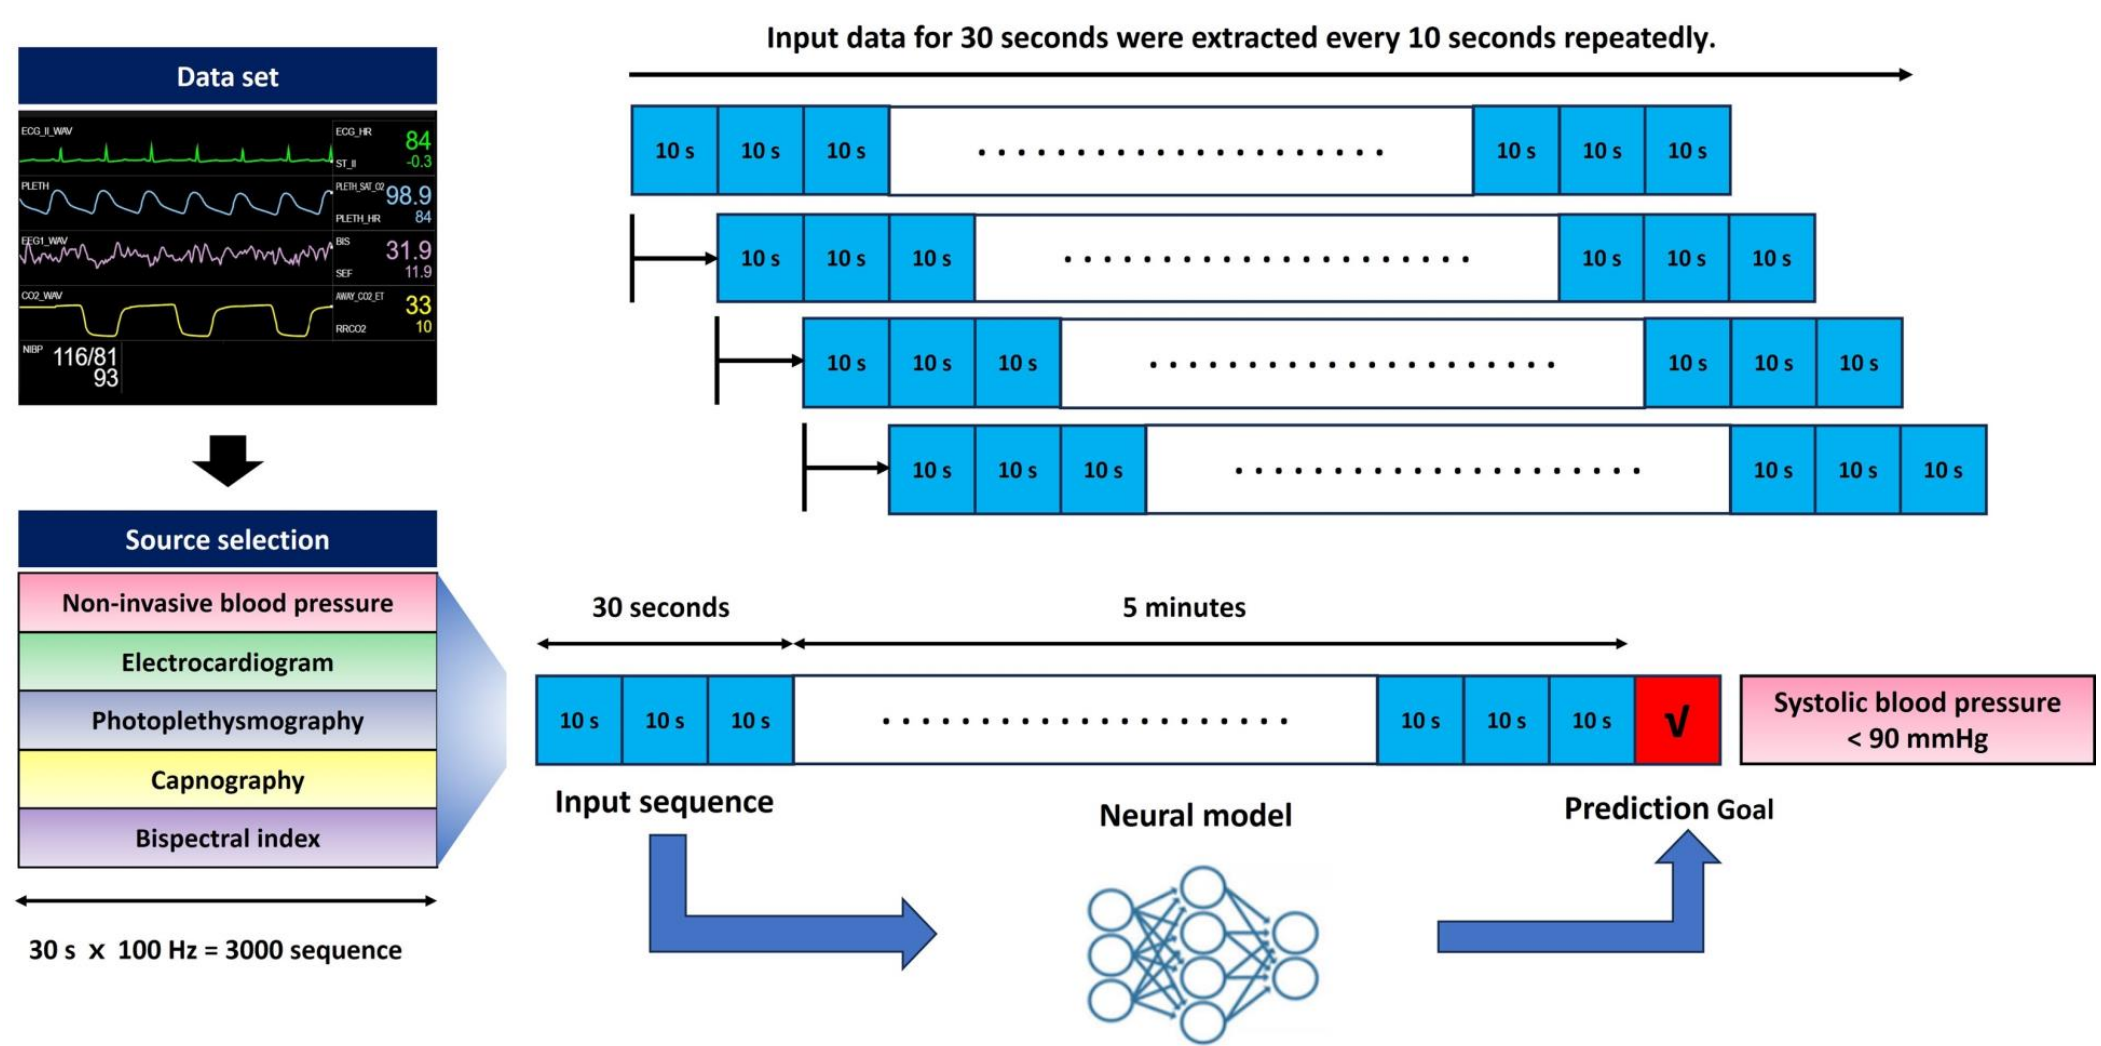 Input data for 30 seconds were extracted every 10 seconds repeatedly.
Data set
ECG_II_WAV
ECG_HR
84
ST_II
-0.3
PLETH
PLETH_SAT_O2
98.9
PLETH_HR
84
EEG1_WAV
BIS
31.9
SEF
11.9
CO2_WAV
AWAY_CO2_ET
33
RRCO2
10
NIBP
116/81
93
10 s 10 s 10 s 10 s 10 s 10 s
10 s 10 s 10 s 10 s 10 s 10 s
10 s 10 s 10 s 10 s 10 s 10 s
10 s 10 s 10 s 10 s 10 s 10 s
Source selection
Non-invasive blood pressure
Electrocardiogram
Photoplethysmography
Capnography
Bispectral index
30 s x 100 Hz = 3000 sequence
30 seconds
5 minutes
10 s 10 s 10 s 10 s 10 s 10 s √
Systolic blood pressure
< 90 mmHg
Input sequence
Neural model
Prediction Goal